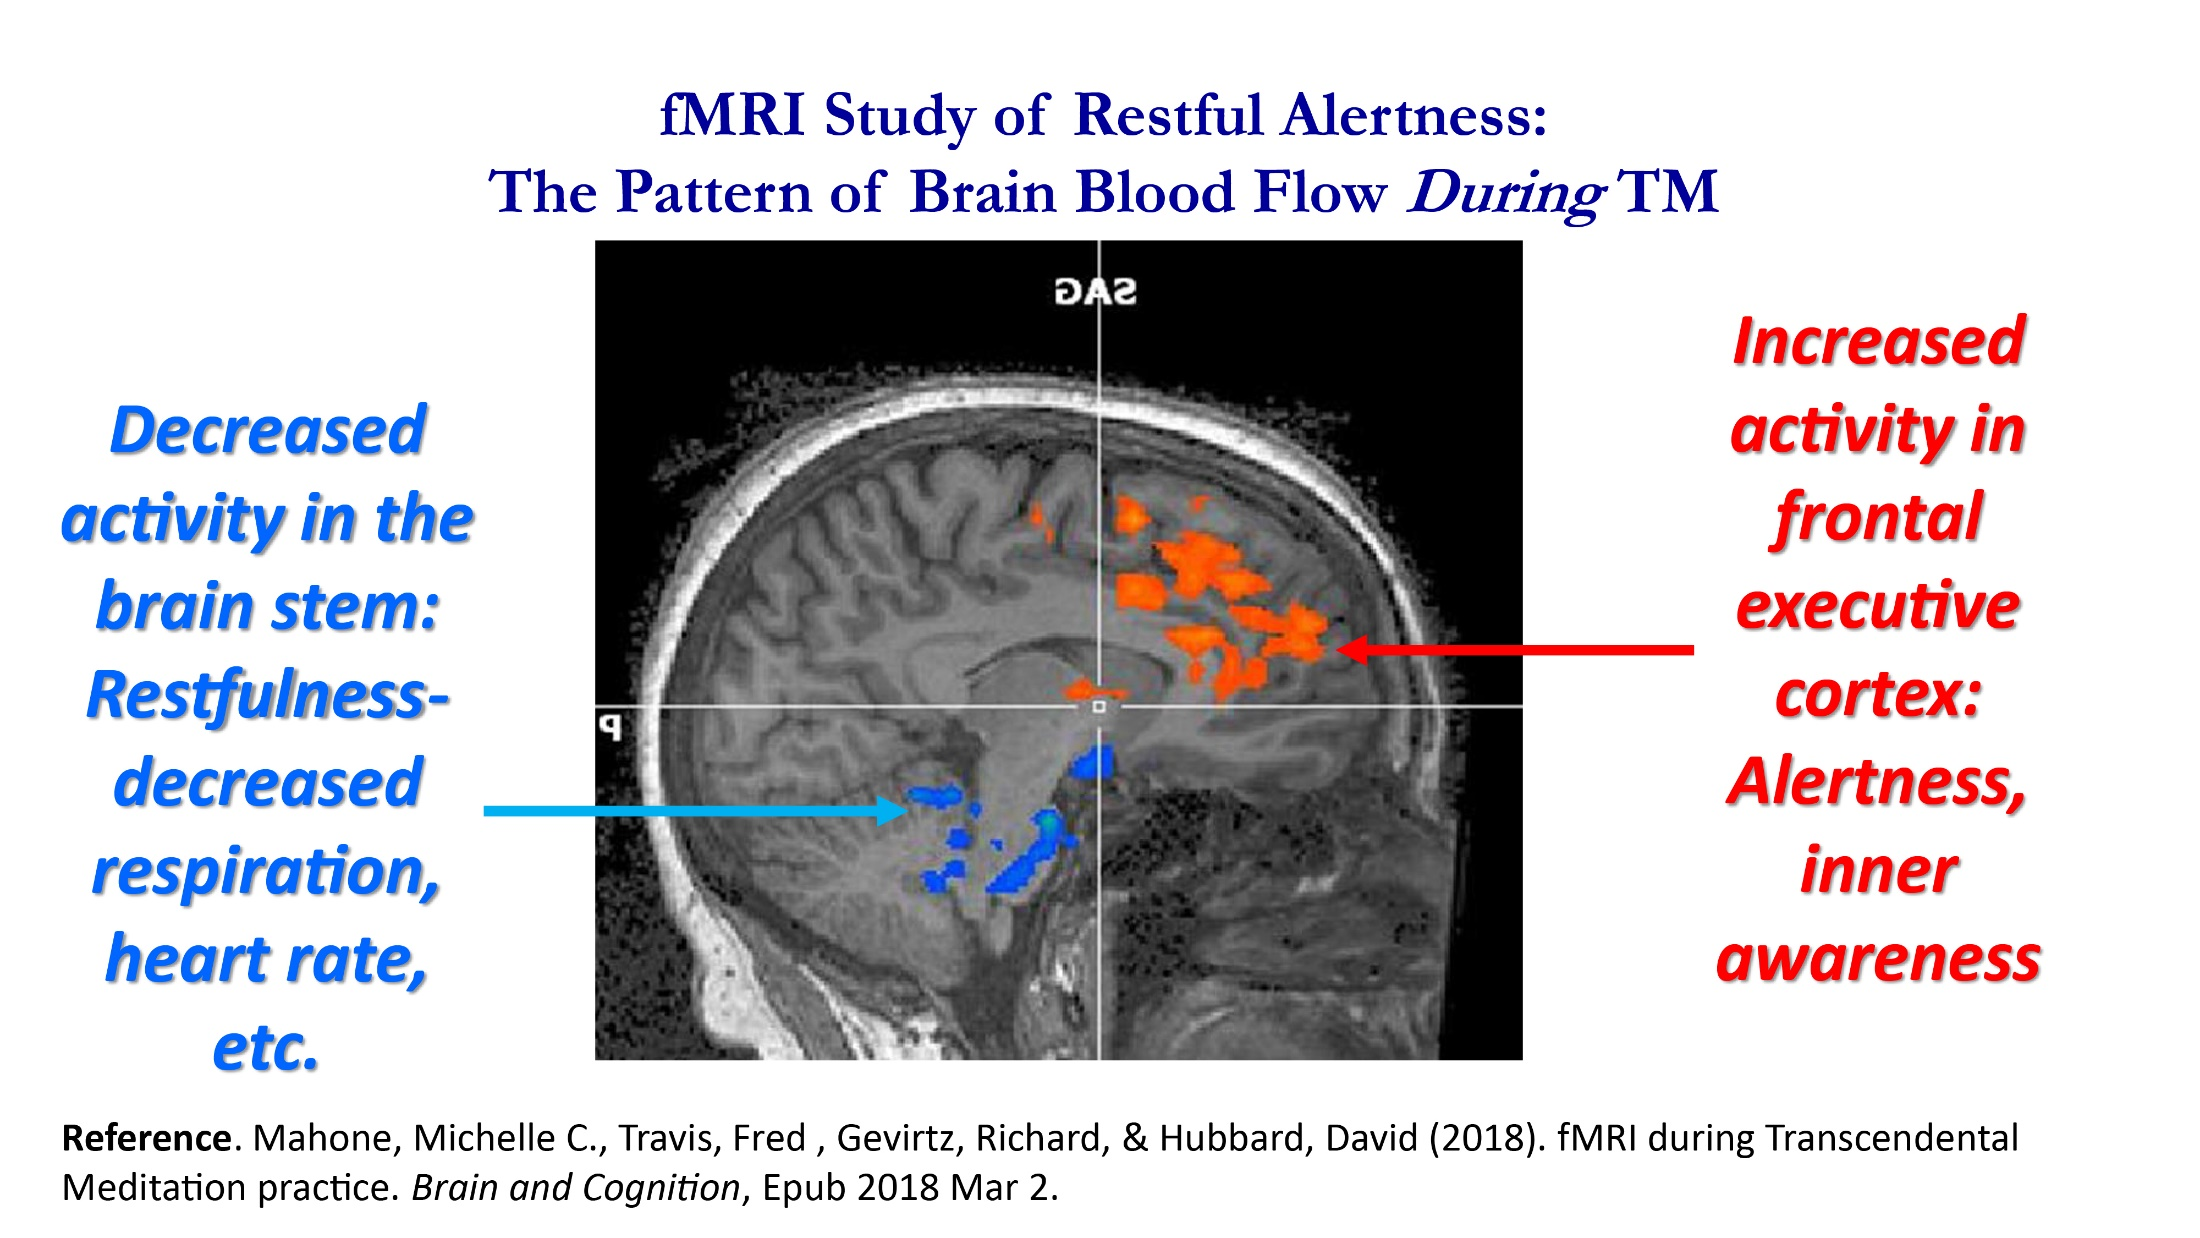 fMRI Study of Restful Alertness:
The Pattern of Brain Blood Flow During TM
SAG
P
Decreased
activity in the
brain stem:
Restfulness-
decreased
respiration,
heart rate,
etc.
Increased
activity in
frontal
executive
cortex:
Alertness,
inner
awareness
Reference. Mahone, Michelle C., Travis, Fred , Gevirtz, Richard, & Hubbard, David (2018). fMRI during Transcendental
Meditation practice. Brain and Cognition, Epub 2018 Mar 2.